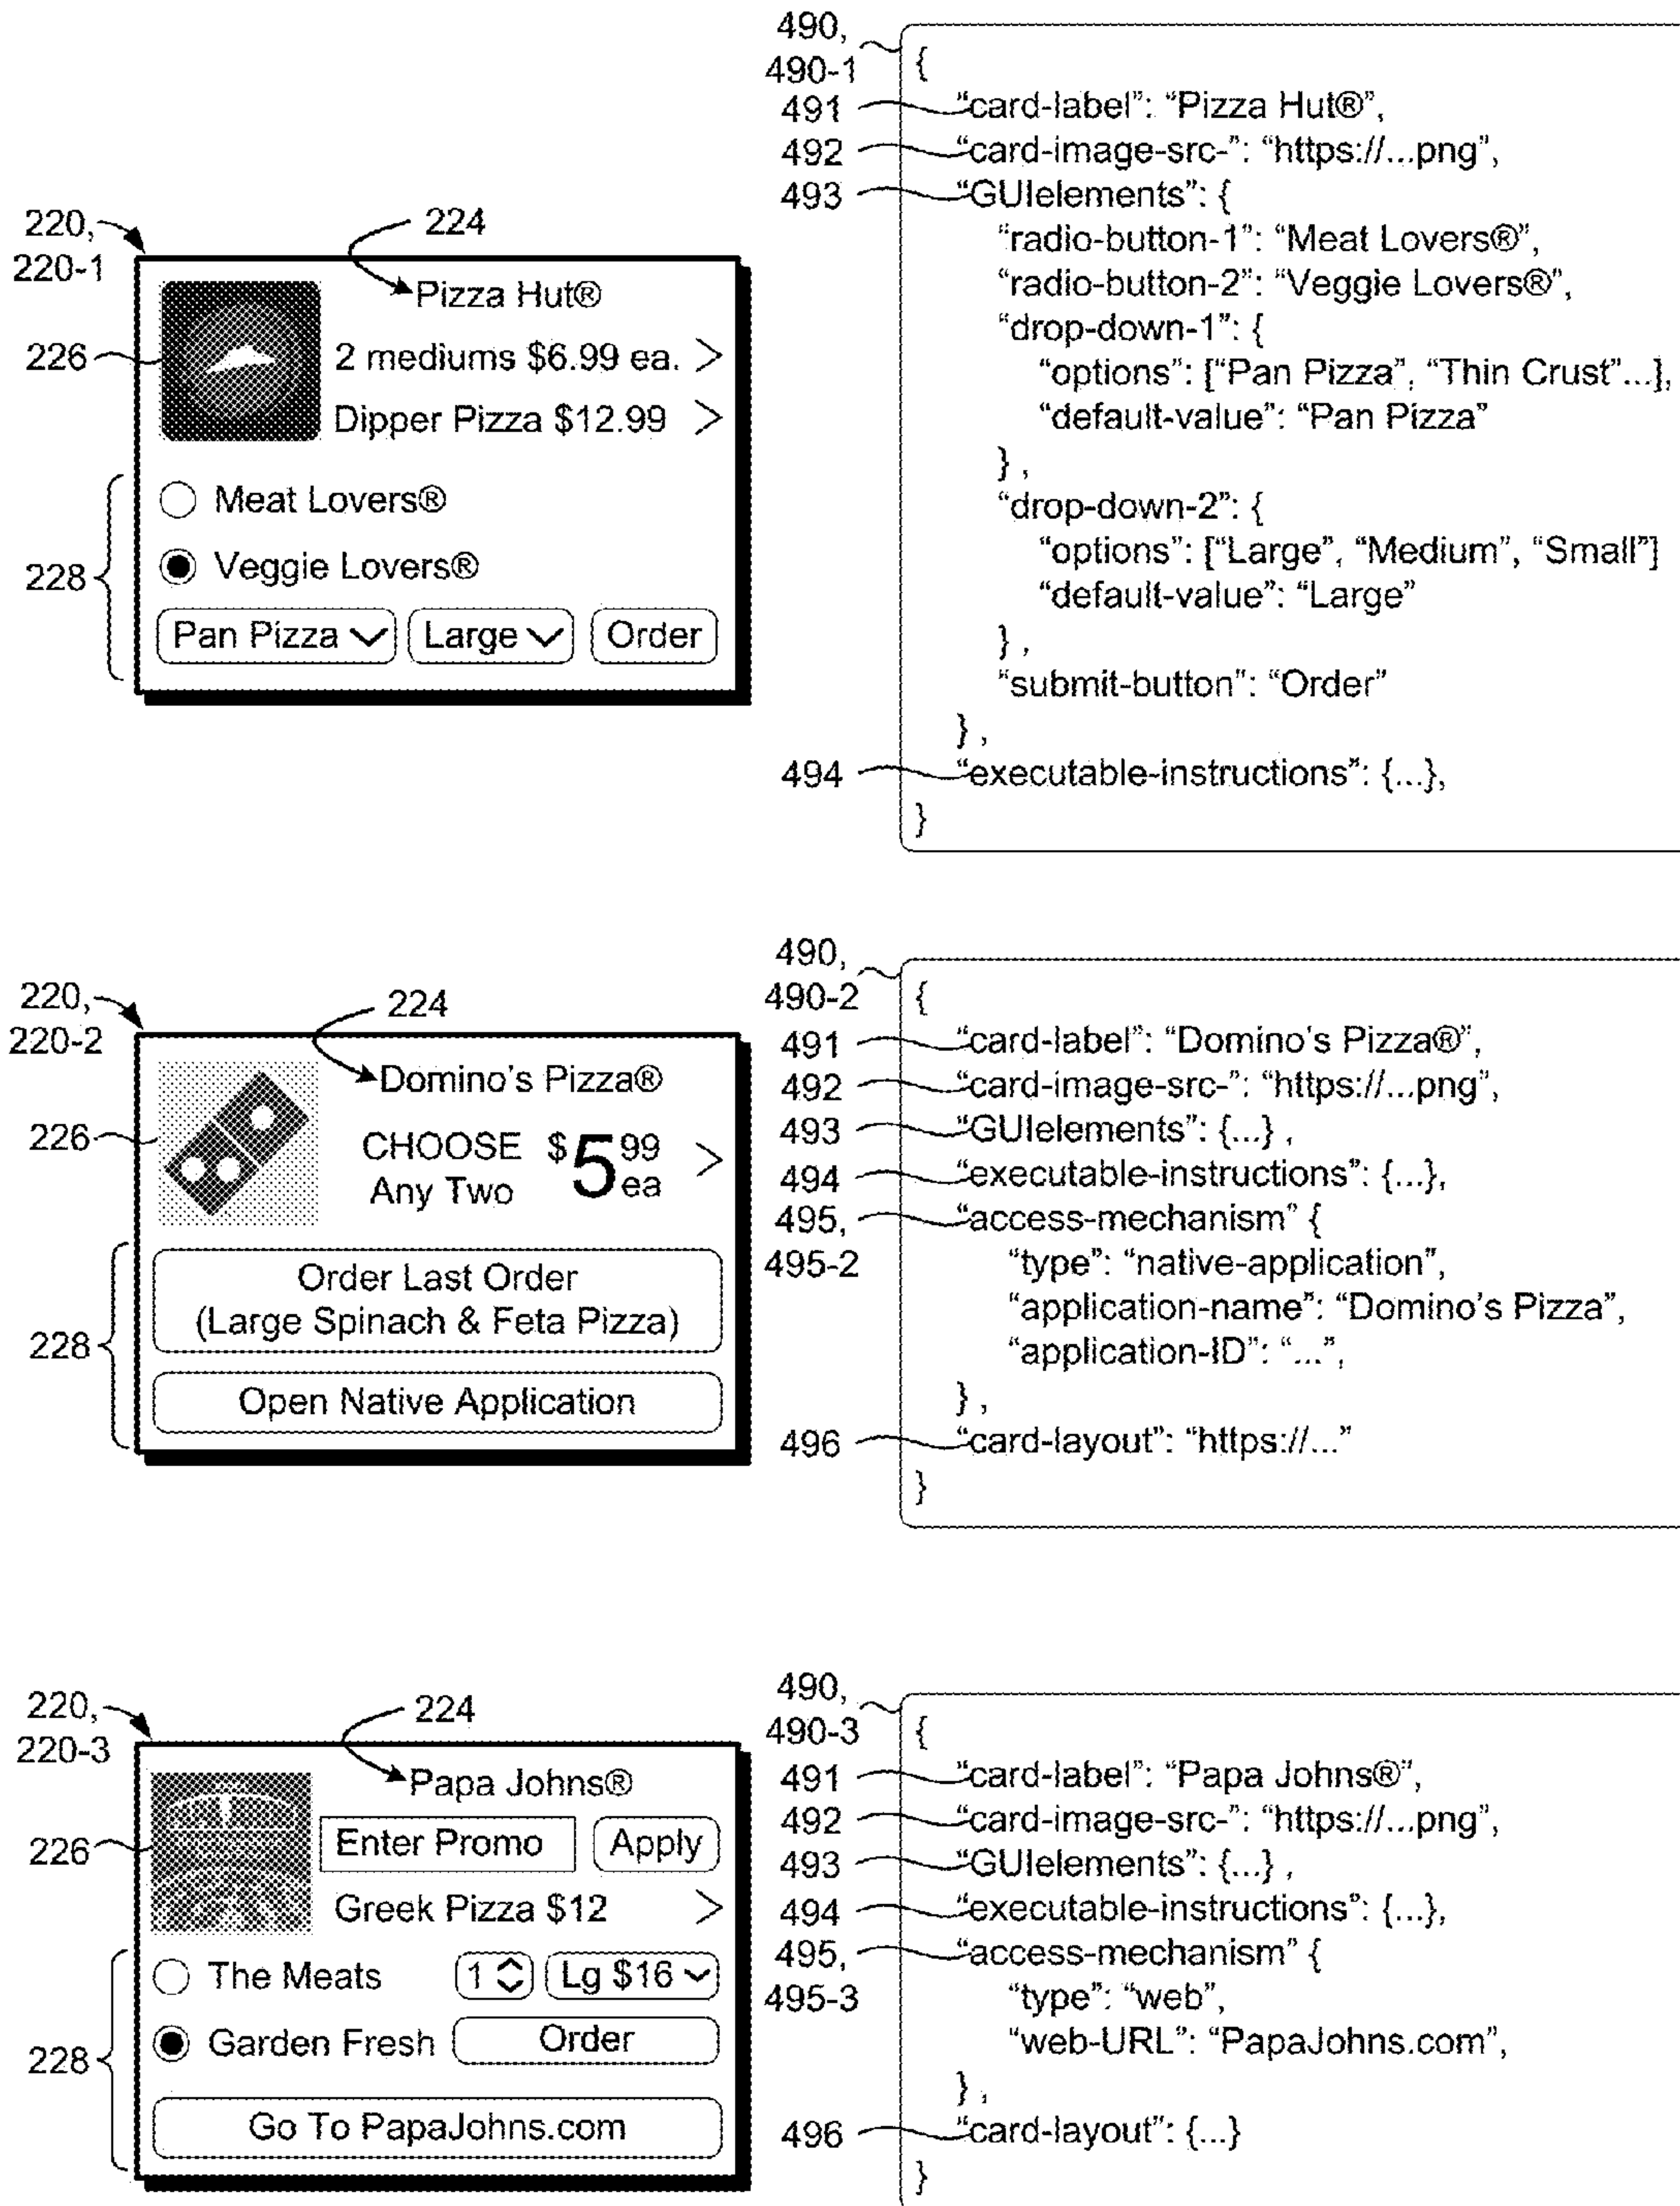 220,
220-1
224
226
Pizza Hut®
2 mediums $6.99 ea. >
Dipper Pizza $12.99 >
228
Meat Lovers®
Veggie Lovers®
Pan Pizza Large Order
490,
490-1
{
491 “card-label”: “Pizza Hut®”,
492 “card-image-src-”: “https://...png”,
493 “GUIelements”: {
“radio-button-1”: “Meat Lovers®”,
“radio-button-2”: “Veggie Lovers®”,
“drop-down-1”: {
“options”: [“Pan Pizza”, “Thin Crust”...],
“default-value”: “Pan Pizza”
} ,
“drop-down-2”: {
“options”: [“Large”, “Medium”, “Small”]
“default-value”: “Large”
} ,
“submit-button”: “Order”
} ,
494 “executable-instructions”: {...},
}
220,
220-2
224
226
Domino’s Pizza®
CHOOSE
Any Two
$5 99 ea >
228
Order Last Order
(Large Spinach & Feta Pizza)
Open Native Application
490,
490-2
{
491 “card-label”: “Domino’s Pizza®”,
492 “card-image-src-”: “https://...png”,
493 “GUIelements”: {...} ,
494 “executable-instructions”: {...},
495, “access-mechanism” {
495-2 “type”: “native-application”,
“application-name”: “Domino’s Pizza”,
“application-ID”: “...”,
} ,
496 “card-layout”: “https://...”
}
220,
220-3
224
226
Papa Johns®
Enter Promo Apply
Greek Pizza $12 >
228
The Meats 1 Lg $16
Garden Fresh Order
Go To PapaJohns.com
490,
490-3
{
491 “card-label”: “Papa Johns®”,
492 “card-image-src-”: “https://...png”,
493 “GUIelements”: {...} ,
494 “executable-instructions”: {...},
495, “access-mechanism” {
495-3 “type”: “web”,
“web-URL”: “PapaJohns.com”,
} ,
496 “card-layout”: {...}
}